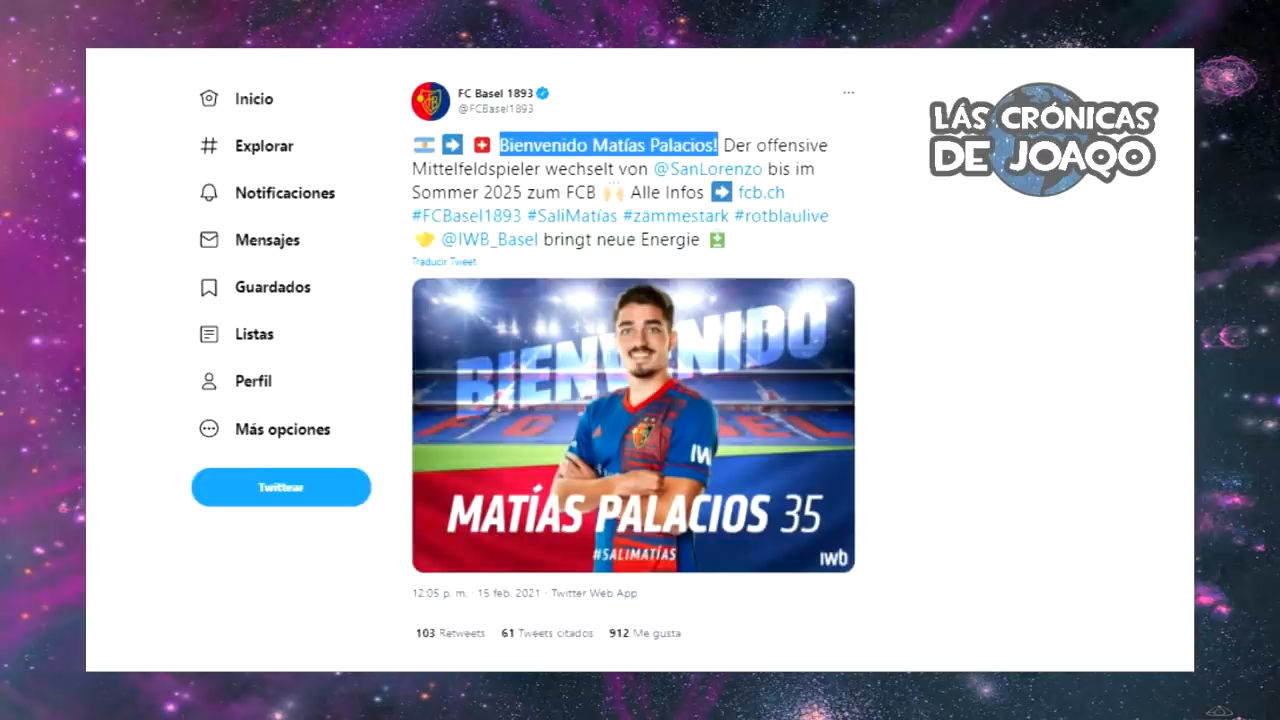 Inicio
Explorar
Notificaciones
Mensajes
Guardados
Listas
Perfil
Más opciones
Twittear
FC Basel 1893
@FCBasel1893
🇦🇷 ➡️ 🇨🇭 Bienvenido Matías Palacios! Der offensive
Mittelfeldspieler wechselt von @SanLorenzo bis im
Sommer 2025 zum FCB 🙌🏻 Alle Infos ➡️ fcb.ch
#FCBasel1893 #SaliMatías #zämmestark #rotblaulive
🤝 @IWB_Basel bringt neue Energie 🔋
Traducir Tweet
BIENVENIDO
FC BASEL
IW
MATÍAS PALACIOS 35
#SALIMATÍAS
IWB
12:05 p. m. · 15 feb. 2021 · Twitter Web App
103 Retweets 61 Tweets citados 912 Me gusta
LAS CRÓNICAS
DE JOAQO